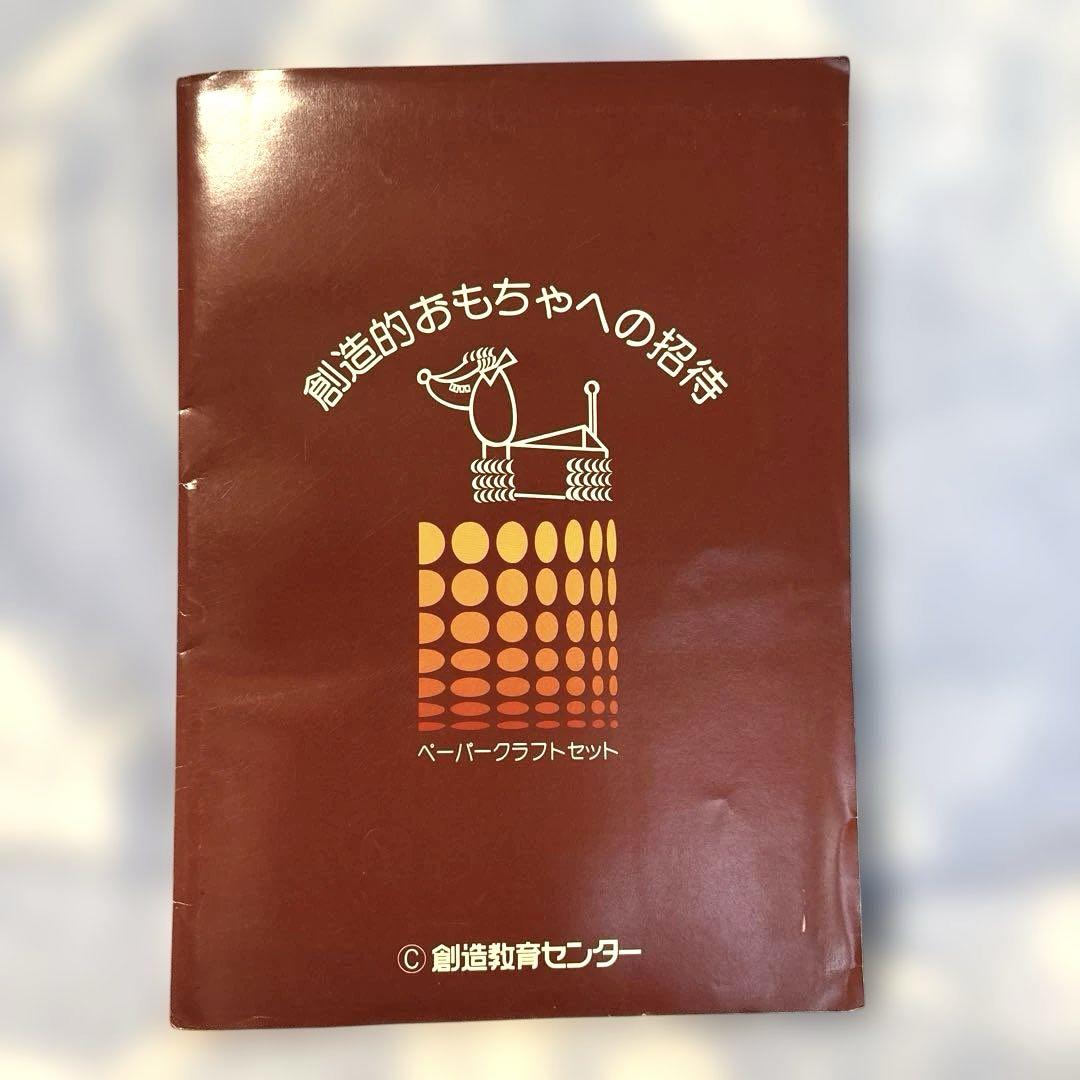 創造的おもちゃへの招待
ペーパークラフトセット
©創造教育センター